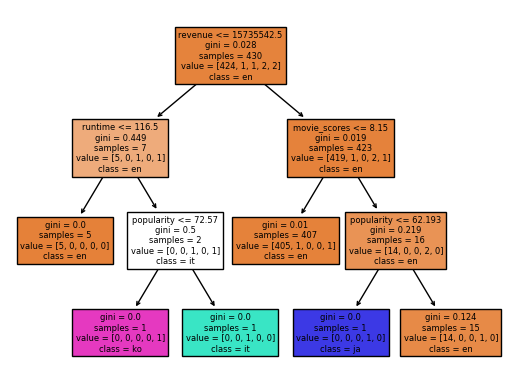 revenue <= 15735542.5
gini = 0.028
samples = 430
value = [424, 1, 1, 2, 2]
class = en
runtime <= 116.5
gini = 0.449
samples = 7
value = [5, 0, 1, 0, 1]
class = en
movie_scores <= 8.15
gini = 0.019
samples = 423
value = [419, 1, 0, 2, 1]
class = en
gini = 0.0
samples = 5
value = [5, 0, 0, 0, 0]
class = en
popularity <= 72.57
gini = 0.5
samples = 2
value = [0, 0, 1, 0, 1]
class = it
gini = 0.01
samples = 407
value = [405, 1, 0, 0, 1]
class = en
popularity <= 62.193
gini = 0.219
samples = 16
value = [14, 0, 0, 2, 0]
class = en
gini = 0.0
samples = 1
value = [0, 0, 0, 0, 1]
class = ko
gini = 0.0
samples = 1
value = [0, 0, 1, 0, 0]
class = it
gini = 0.0
samples = 1
value = [0, 0, 0, 1, 0]
class = ja
gini = 0.124
samples = 15
value = [14, 0, 0, 1, 0]
class = en